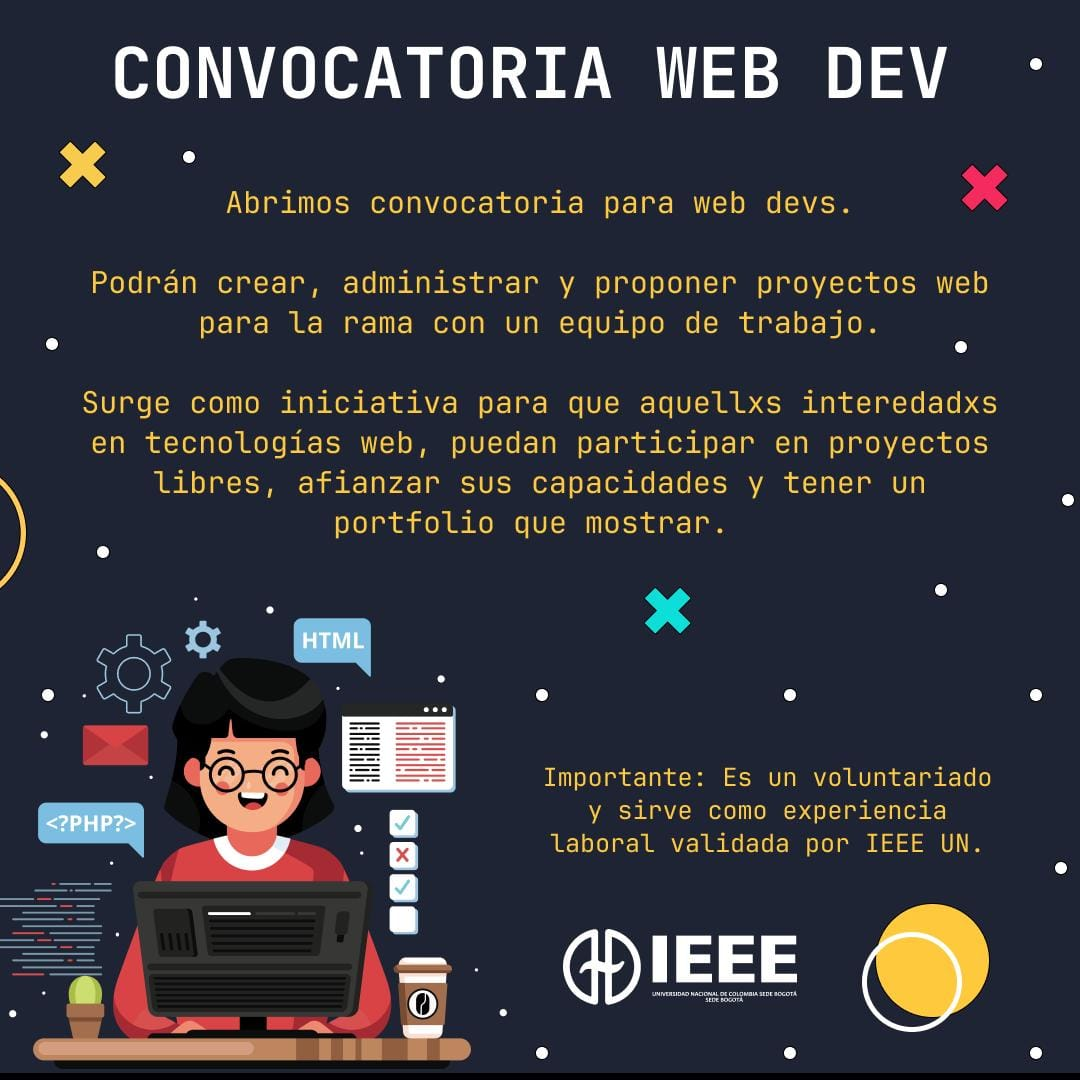 CONVOCATORIA WEB DEV
Abrimos convocatoria para web devs.
Podrán crear, administrar y proponer proyectos web
para la rama con un equipo de trabajo.
Surge como iniciativa para que aquellxs interedadxs
en tecnologías web, puedan participar en proyectos
libres, afianzar sus capacidades y tener un
portfolio que mostrar.
HTML
<?PHP?>
Importante: Es un voluntariado
y sirve como experiencia
laboral validada por IEEE UN.
IEEE
UNIVERSIDAD NACIONAL DE COLOMBIA SEDE BOGOTÁ
SEDE BOGOTÁ